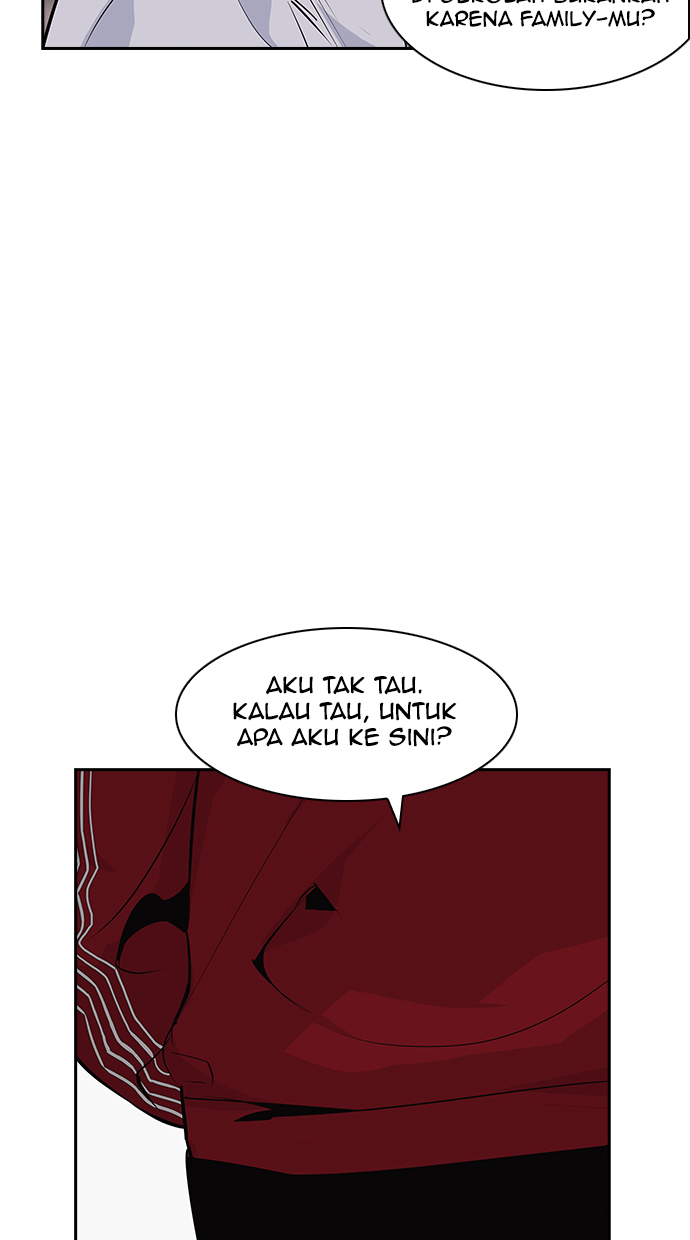 KARENA FAMILY-MU?
AKU TAK TAU.
KALAU TAU, UNTUK
APA AKU KE SINI?